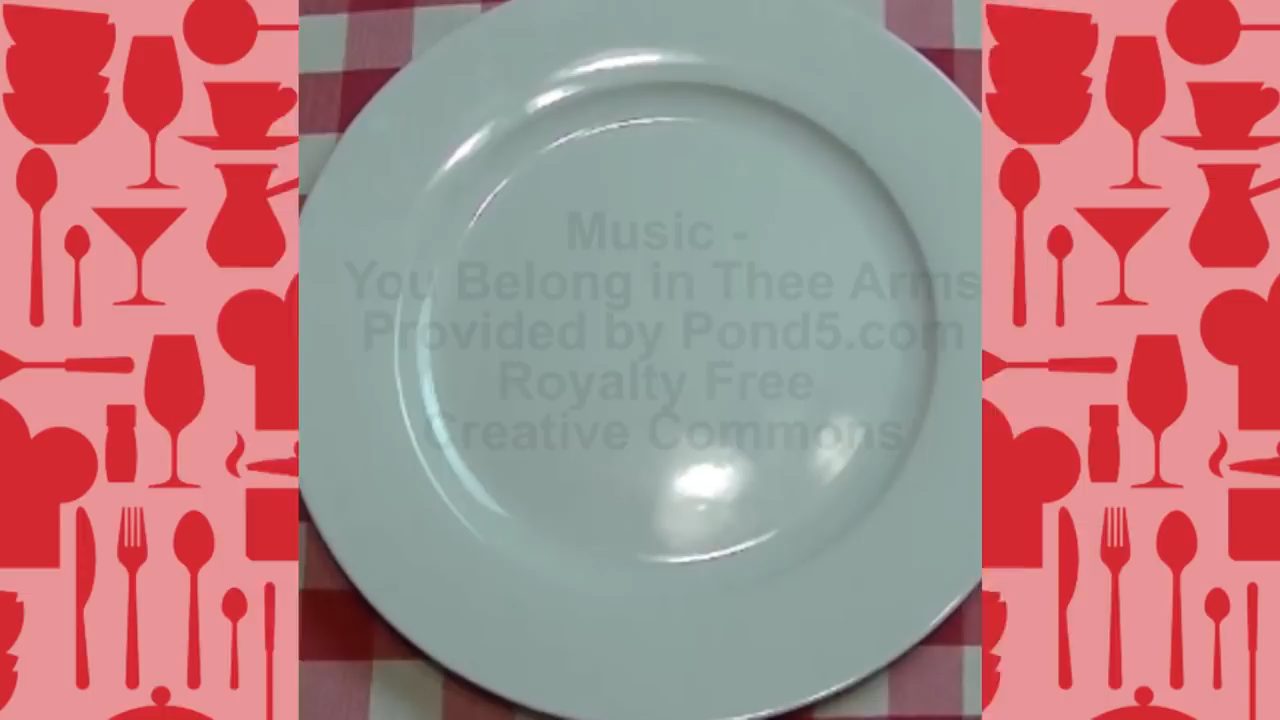 Music -
You Belong in Thee Arms
Provided by Pond5.com
Royalty Free
Creative Commons